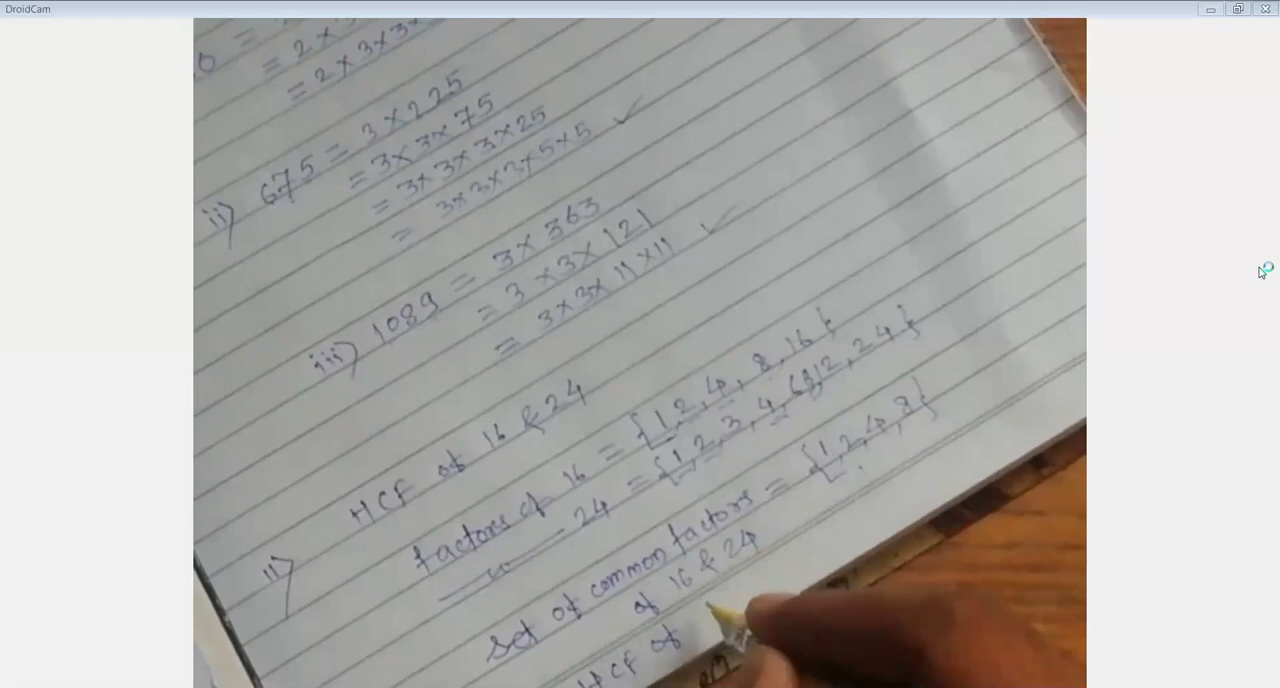 DroidCam
= 2 ×
= 2 × 3 × 3 ×
ii) 675 = 3 × 225
= 3 × 3 × 75
= 3 × 3 × 3 × 25
= 3 × 3 × 3 × 5 × 5 ✓
iii) 1089 = 3 × 363
= 3 × 3 × 121
= 3 × 3 × 11 × 11 ✓
11) HCF of 16 & 24
factors of 16 = {1, 2, 4, 8, 16}
24 = {1, 2, 3, 4, 6, 8, 12, 24}
Set of common factors = {1, 2, 4, 8}
of 16 & 24
HCF of